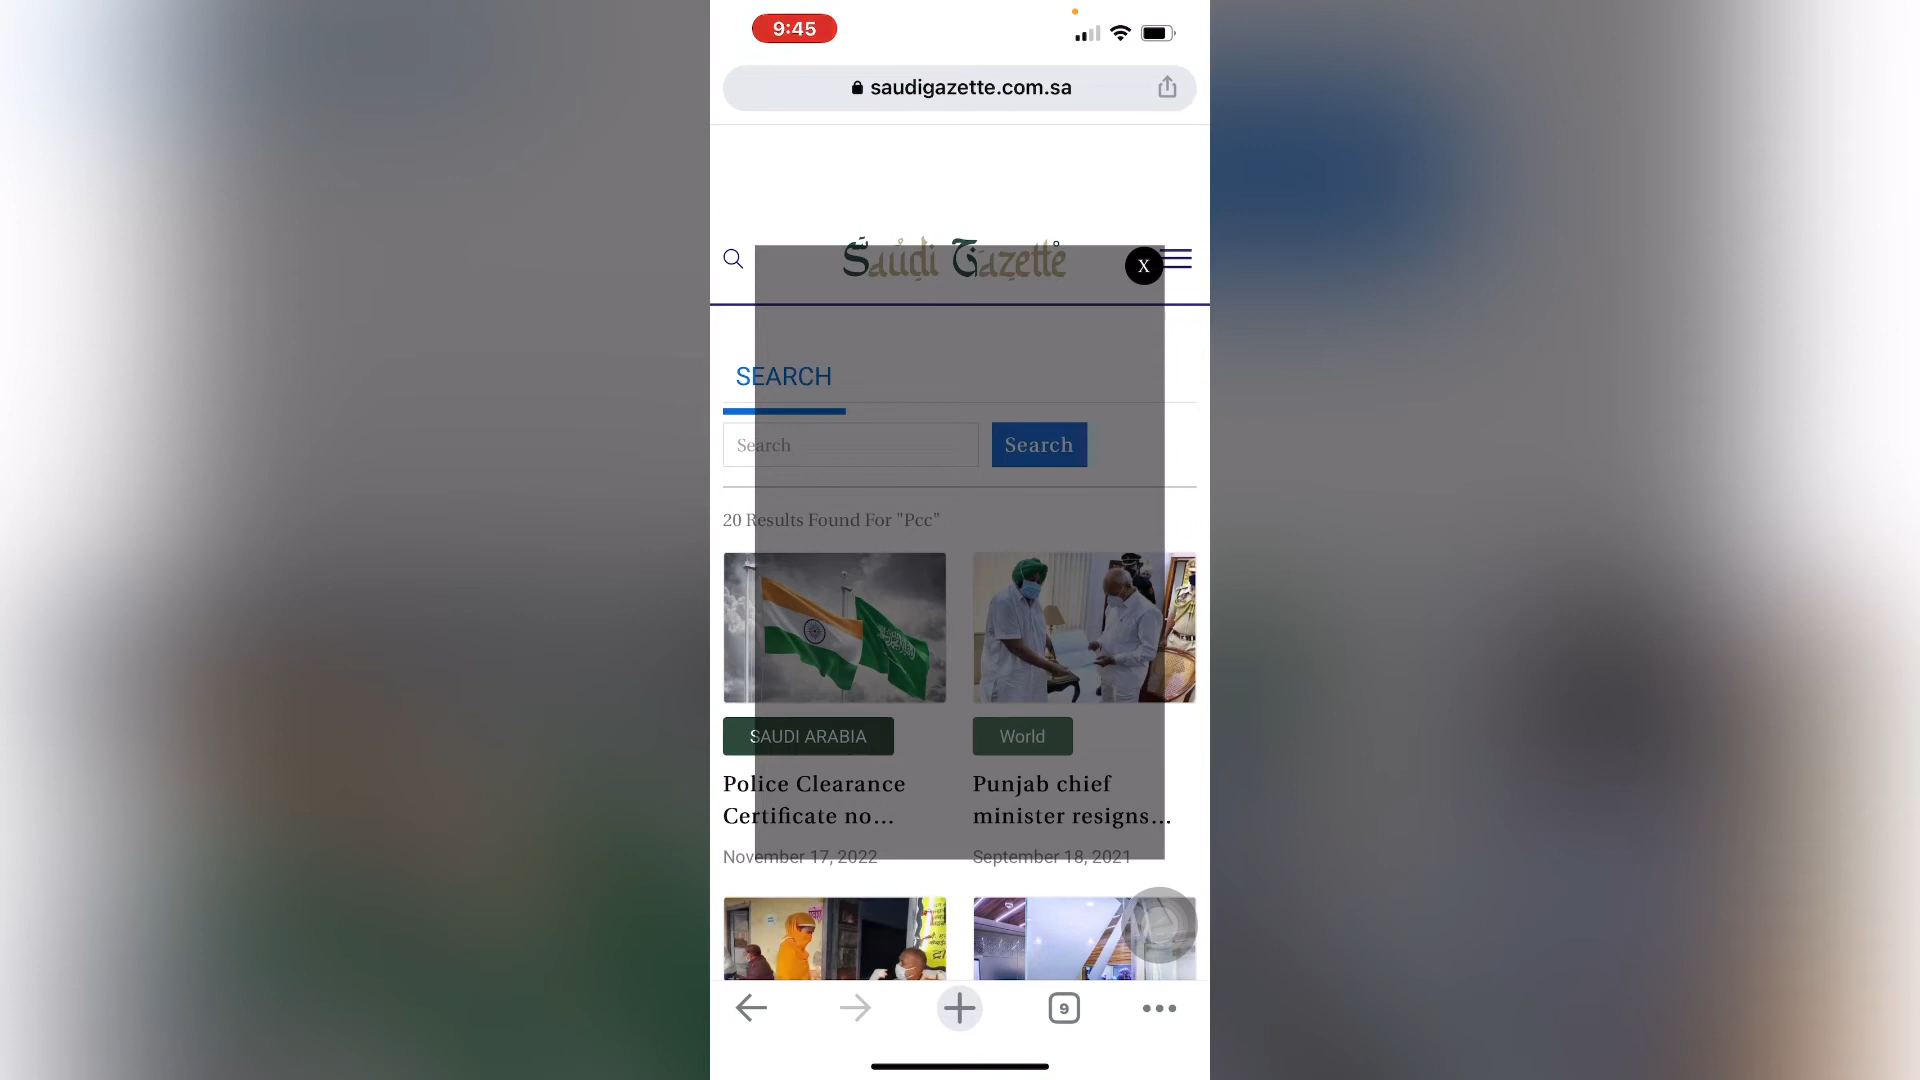 9:45
saudigazette.com.sa
Saudi Gazette
X
SEARCH
Search
Search
20 Results Found For "Pcc"
SAUDI ARABIA
World
Police Clearance
Certificate no...
Punjab chief
minister resigns...
November 17, 2022
September 18, 2021
9